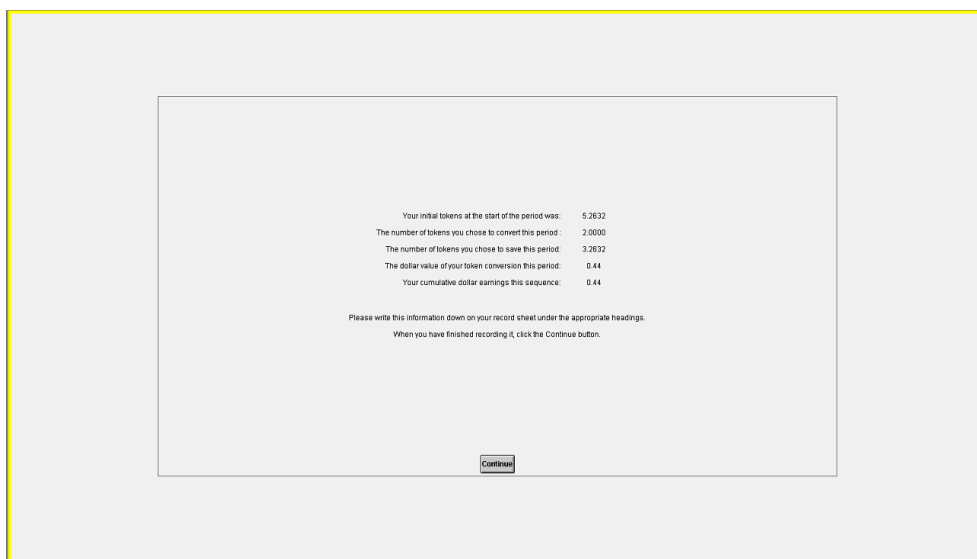 Your initial tokens at the start of the period was: 5.2632
The number of tokens you chose to convert this period : 2.0000
The number of tokens you chose to save this period: 3.2632
The dollar value of your token conversion this period: 0.44
Your cumulative dollar earnings this sequence: 0.44
Please write this information down on your record sheet under the appropriate headings.
When you have finished recording it, click the Continue button.
Continue